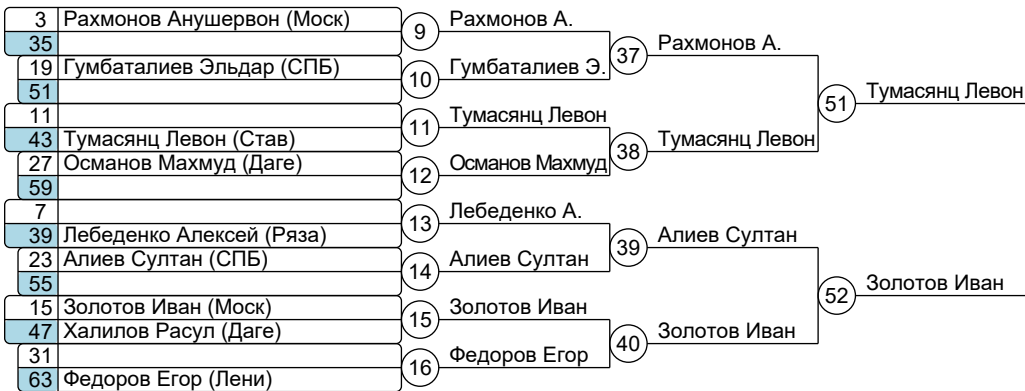 3 Рахмонов Анушервон (Моск)
35
19 Гумбаталиев Эльдар (СПБ)
51
11
43 Тумасянц Левон (Став)
27 Османов Махмуд (Даге)
59
7
39 Лебеденко Алексей (Ряза)
23 Алиев Султан (СПБ)
55
15 Золотов Иван (Моск)
47 Халилов Расул (Даге)
31
63 Федоров Егор (Лени)
9 Рахмонов А.
10 Гумбаталиев Э.
11 Тумасянц Левон
12 Османов Махмуд
13 Лебеденко А.
14 Алиев Султан
15 Золотов Иван
16 Федоров Егор
37 Рахмонов А.
38 Тумасянц Левон
39 Алиев Султан
40 Золотов Иван
51 Тумасянц Левон
52 Золотов Иван